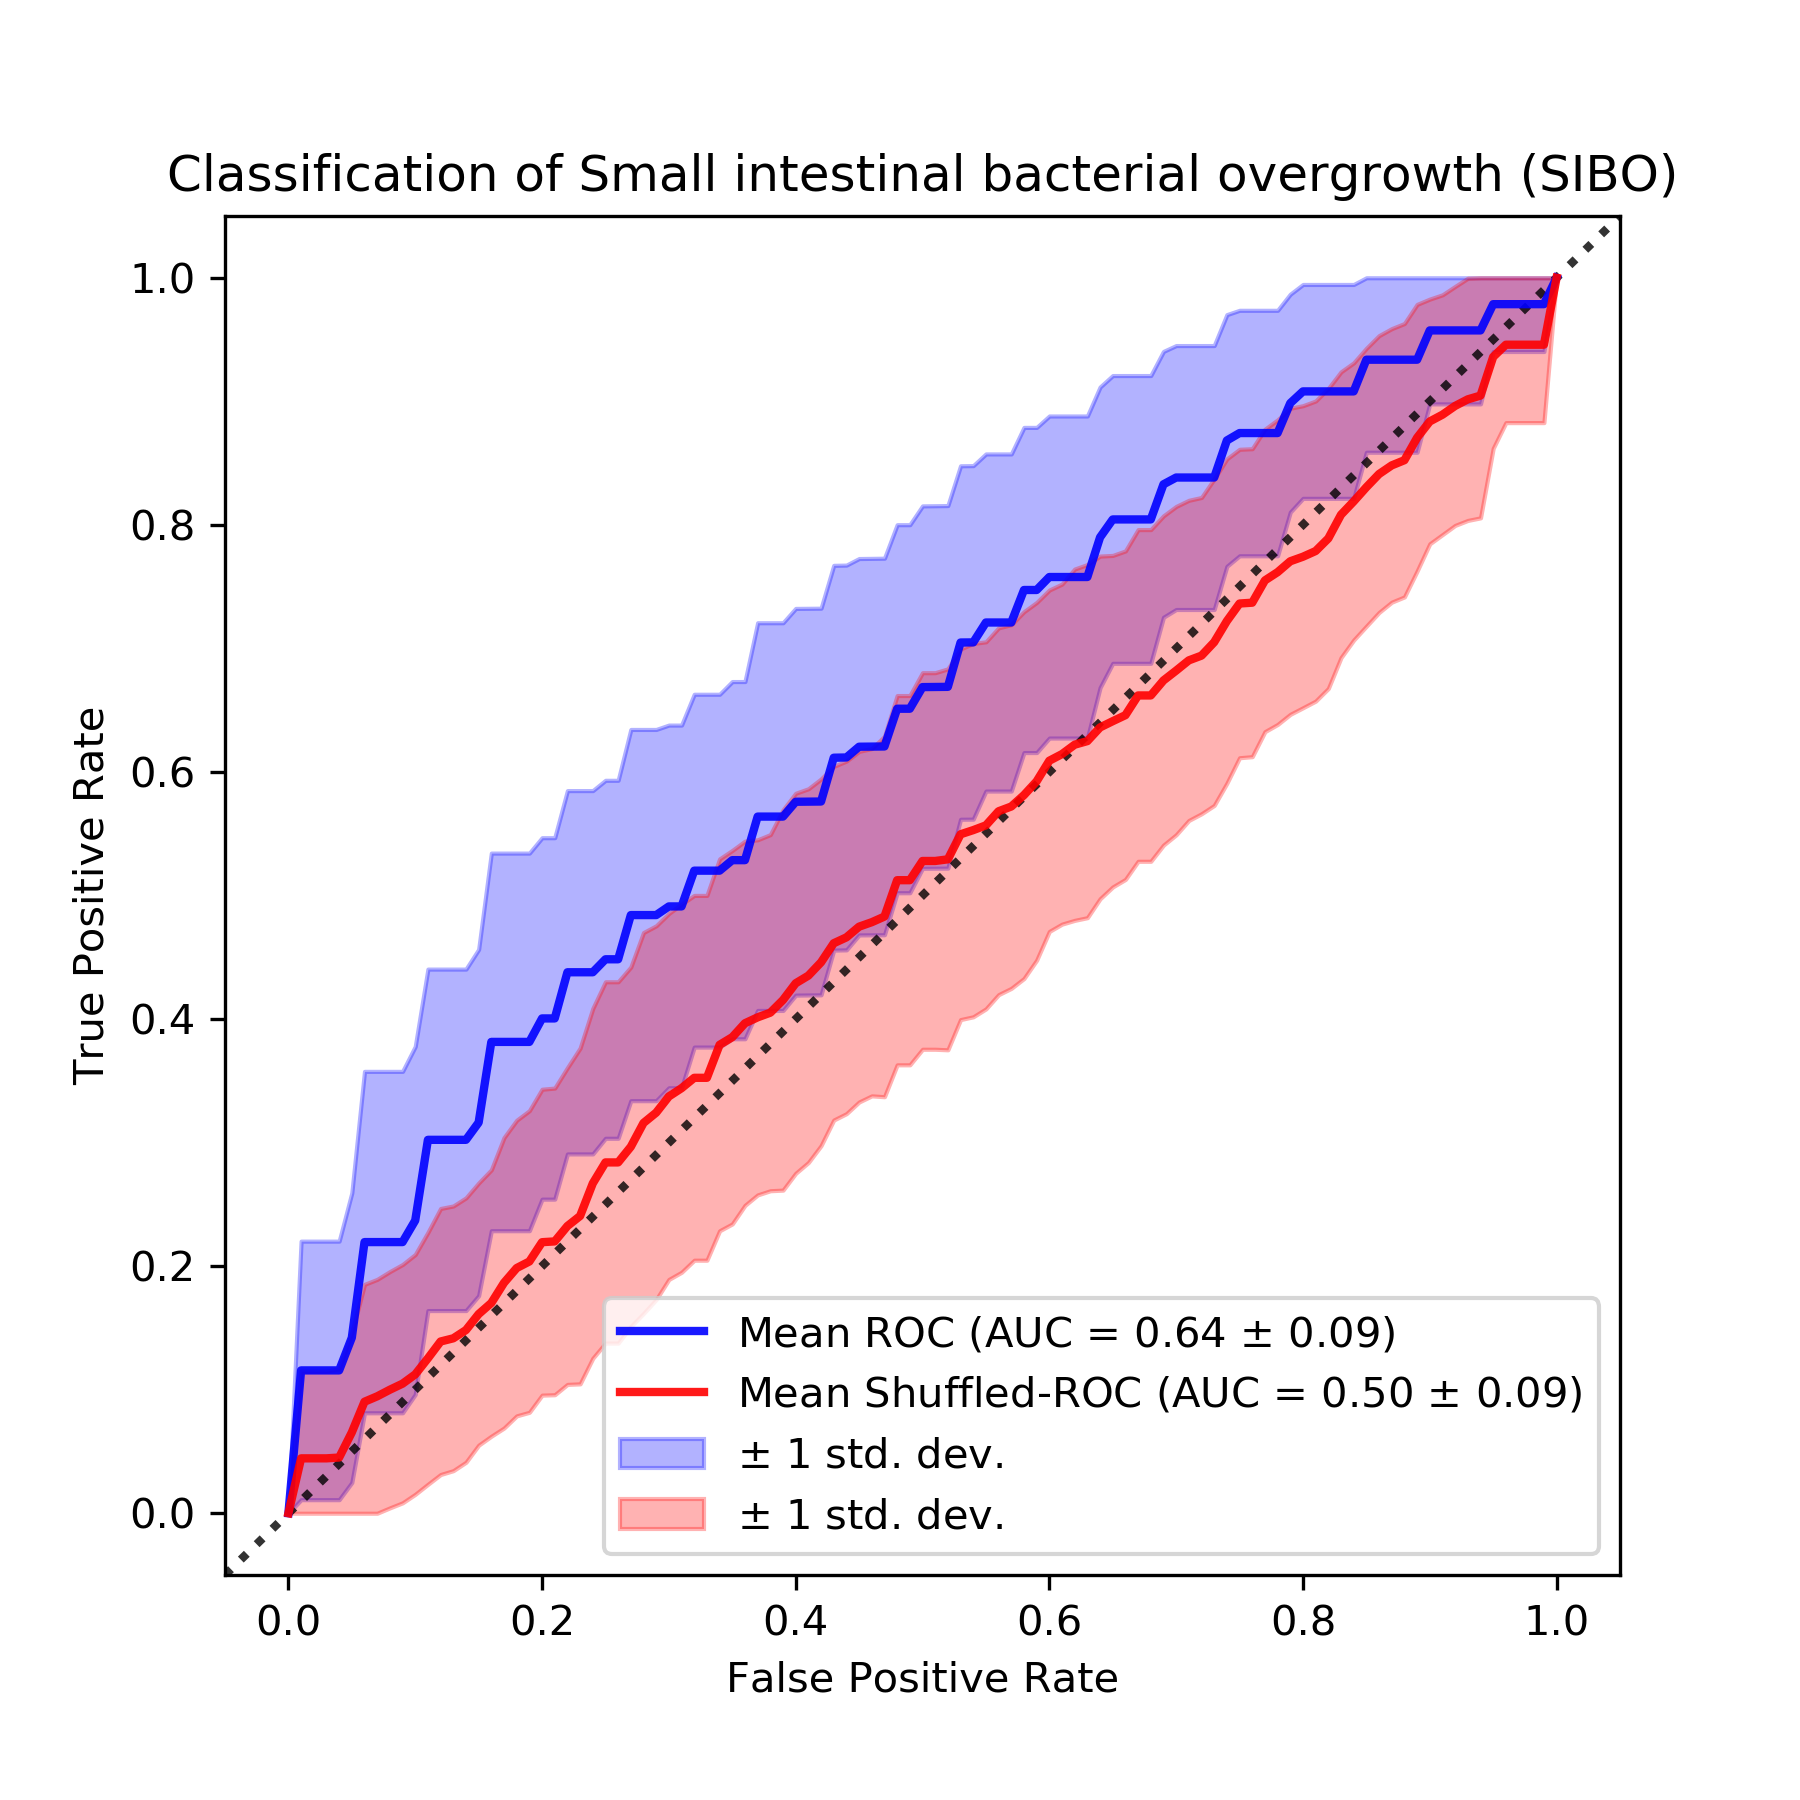 Classification of Small intestinal bacterial overgrowth (SIBO)
True Positive Rate
1.0
0.8
0.6
0.4
0.2
0.0
Mean ROC (AUC = 0.64 ± 0.09)
Mean Shuffled-ROC (AUC = 0.50 ± 0.09)
± 1 std. dev.
± 1 std. dev.
0.0 0.2 0.4 0.6 0.8 1.0
False Positive Rate